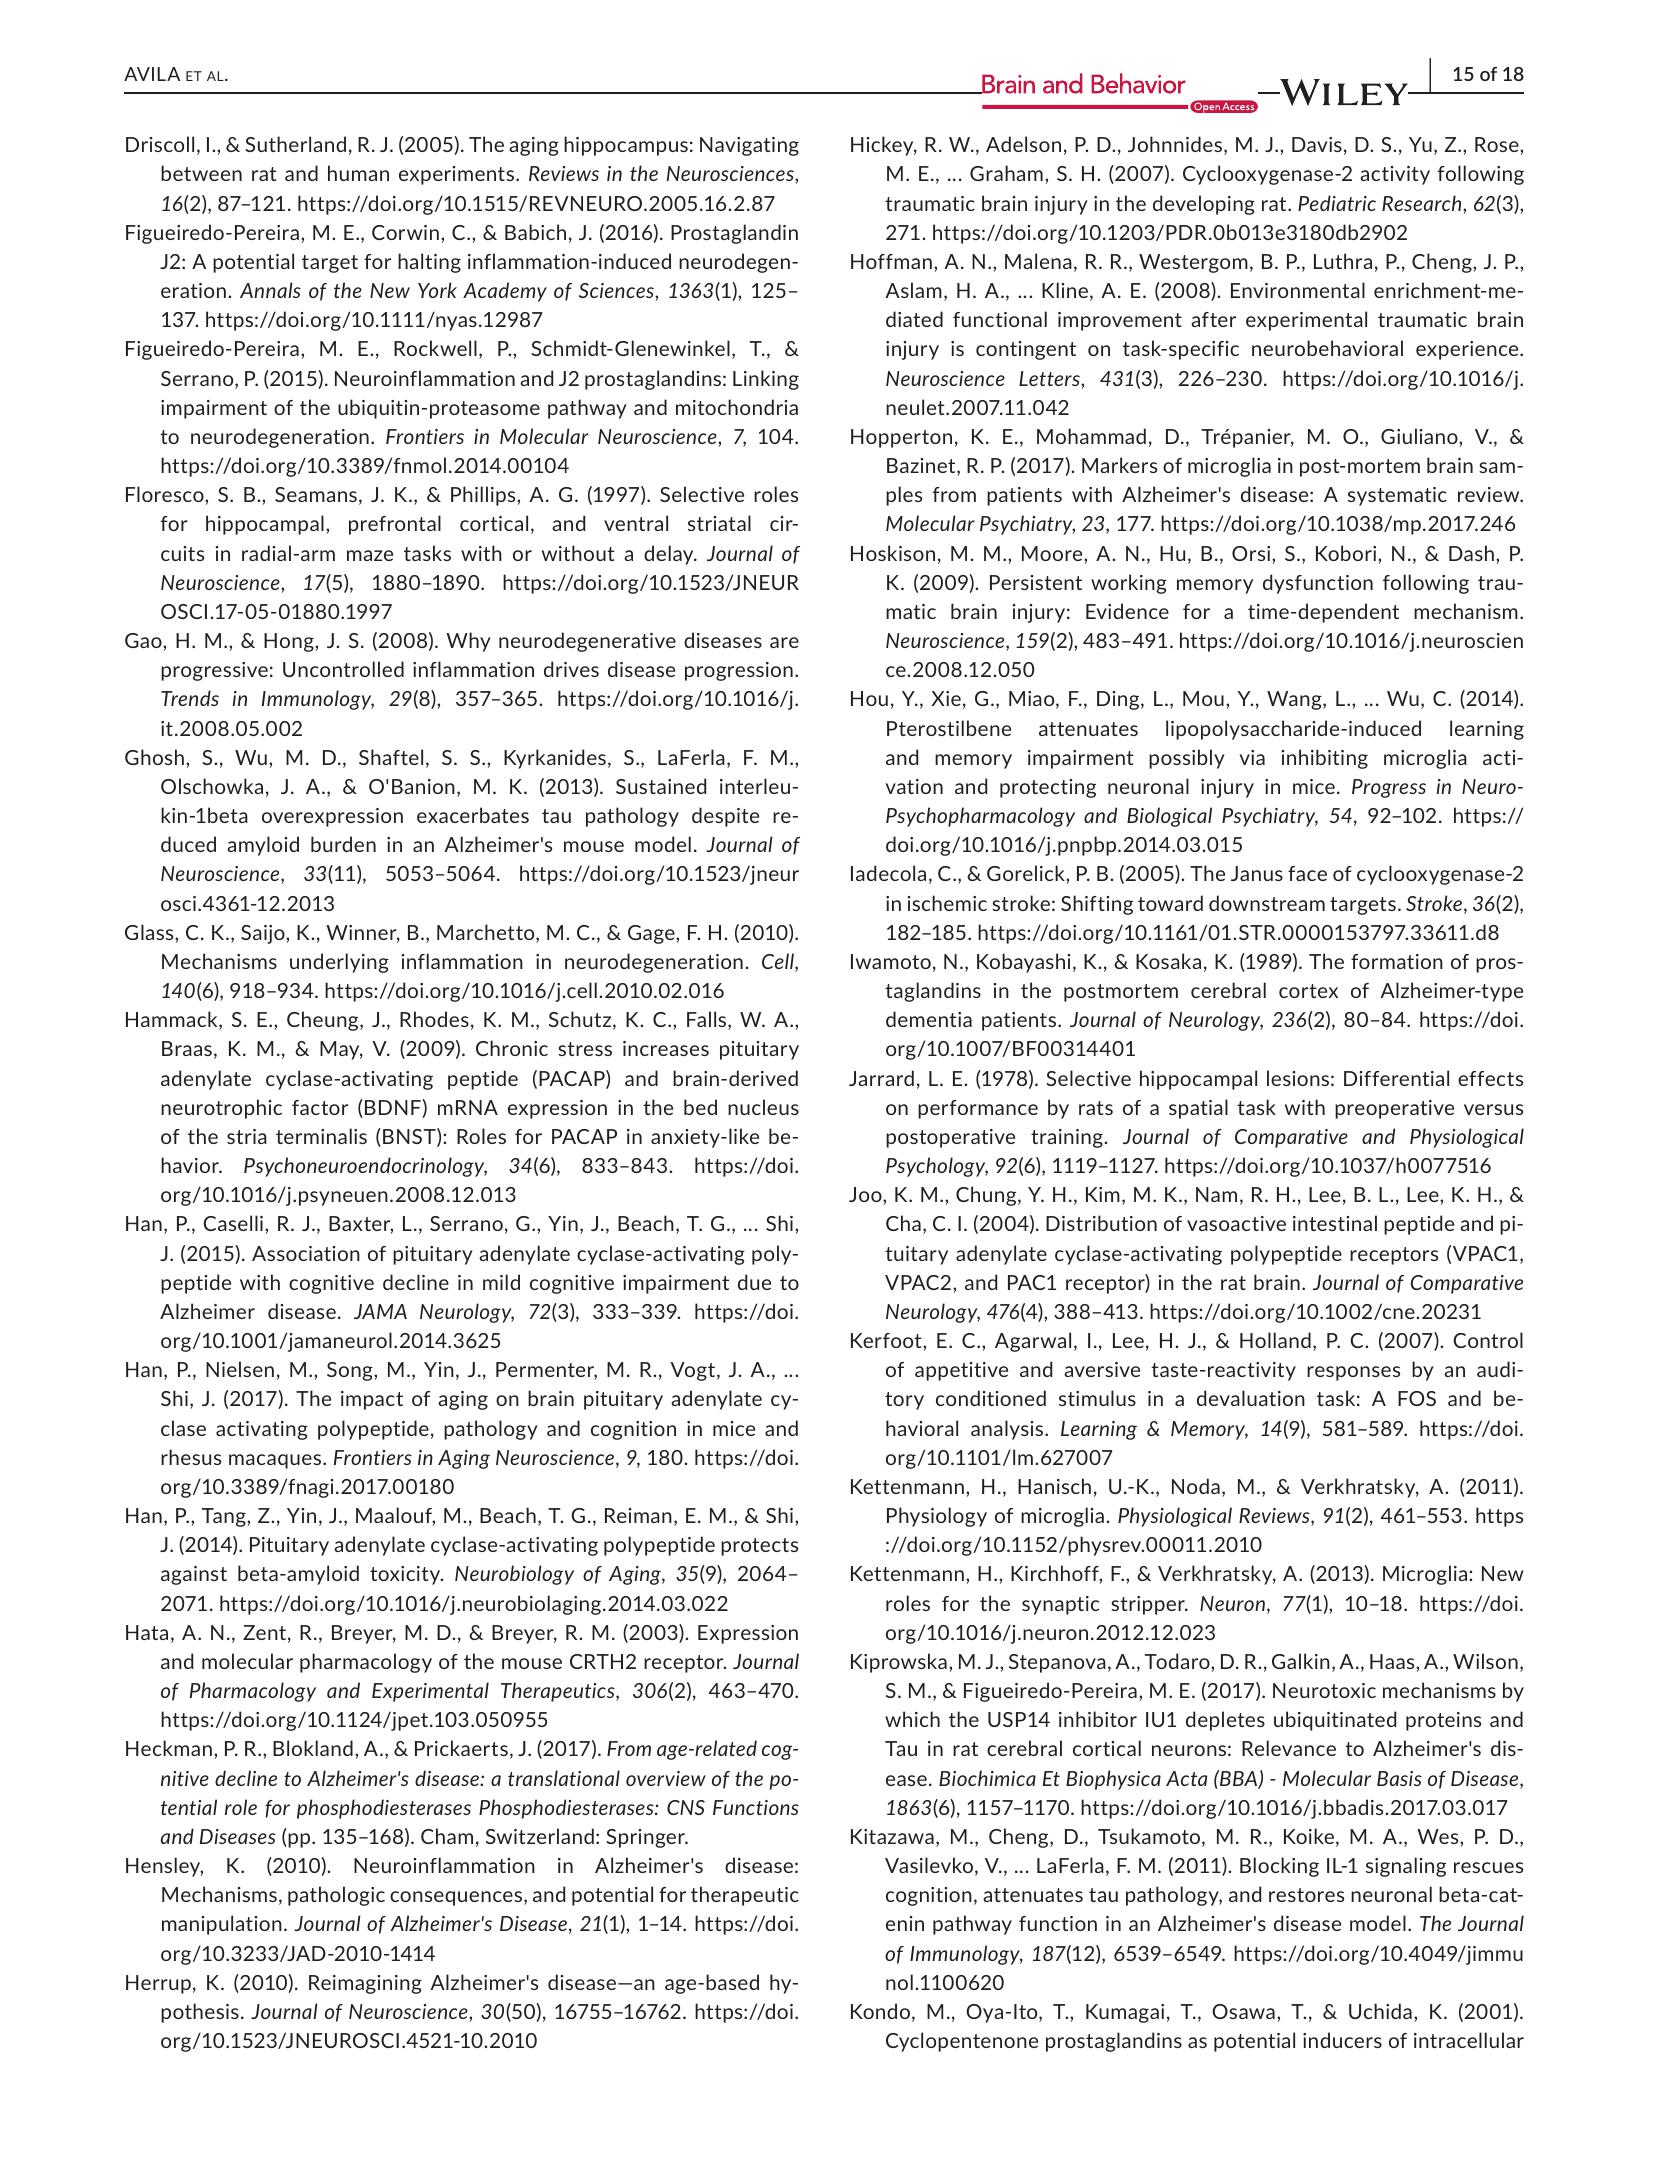 AVILA ET AL.
Brain and Behavior
Open Access
WILEY
15 of 18
Driscoll, I., & Sutherland, R. J. (2005). The aging hippocampus: Navigating
between rat and human experiments. Reviews in the Neurosciences,
16(2), 87–121. https://doi.org/10.1515/REVNEURO.2005.16.2.87
Figueiredo-Pereira, M. E., Corwin, C., & Babich, J. (2016). Prostaglandin
J2: A potential target for halting inflammation-induced neurodegen-
eration. Annals of the New York Academy of Sciences, 1363(1), 125–
137. https://doi.org/10.1111/nyas.12987
Figueiredo-Pereira, M. E., Rockwell, P., Schmidt-Glenewinkel, T., &
Serrano, P. (2015). Neuroinflammation and J2 prostaglandins: Linking
impairment of the ubiquitin-proteasome pathway and mitochondria
to neurodegeneration. Frontiers in Molecular Neuroscience, 7, 104.
https://doi.org/10.3389/fnmol.2014.00104
Floresco, S. B., Seamans, J. K., & Phillips, A. G. (1997). Selective roles
for hippocampal, prefrontal cortical, and ventral striatal cir-
cuits in radial-arm maze tasks with or without a delay. Journal of
Neuroscience, 17(5), 1880–1890. https://doi.org/10.1523/JNEUR
OSCI.17-05-01880.1997
Gao, H. M., & Hong, J. S. (2008). Why neurodegenerative diseases are
progressive: Uncontrolled inflammation drives disease progression.
Trends in Immunology, 29(8), 357–365. https://doi.org/10.1016/j.
it.2008.05.002
Ghosh, S., Wu, M. D., Shaftel, S. S., Kyrkanides, S., LaFerla, F. M.,
Olschowka, J. A., & O'Banion, M. K. (2013). Sustained interleu-
kin-1beta overexpression exacerbates tau pathology despite re-
duced amyloid burden in an Alzheimer's mouse model. Journal of
Neuroscience, 33(11), 5053–5064. https://doi.org/10.1523/jneur
osci.4361-12.2013
Glass, C. K., Saijo, K., Winner, B., Marchetto, M. C., & Gage, F. H. (2010).
Mechanisms underlying inflammation in neurodegeneration. Cell,
140(6), 918–934. https://doi.org/10.1016/j.cell.2010.02.016
Hammack, S. E., Cheung, J., Rhodes, K. M., Schutz, K. C., Falls, W. A.,
Braas, K. M., & May, V. (2009). Chronic stress increases pituitary
adenylate cyclase-activating peptide (PACAP) and brain-derived
neurotrophic factor (BDNF) mRNA expression in the bed nucleus
of the stria terminalis (BNST): Roles for PACAP in anxiety-like be-
havior. Psychoneuroendocrinology, 34(6), 833–843. https://doi.
org/10.1016/j.psyneuen.2008.12.013
Han, P., Caselli, R. J., Baxter, L., Serrano, G., Yin, J., Beach, T. G., … Shi,
J. (2015). Association of pituitary adenylate cyclase-activating poly-
peptide with cognitive decline in mild cognitive impairment due to
Alzheimer disease. JAMA Neurology, 72(3), 333–339. https://doi.
org/10.1001/jamaneurol.2014.3625
Han, P., Nielsen, M., Song, M., Yin, J., Permenter, M. R., Vogt, J. A., …
Shi, J. (2017). The impact of aging on brain pituitary adenylate cy-
clase activating polypeptide, pathology and cognition in mice and
rhesus macaques. Frontiers in Aging Neuroscience, 9, 180. https://doi.
org/10.3389/fnagi.2017.00180
Han, P., Tang, Z., Yin, J., Maalouf, M., Beach, T. G., Reiman, E. M., & Shi,
J. (2014). Pituitary adenylate cyclase-activating polypeptide protects
against beta-amyloid toxicity. Neurobiology of Aging, 35(9), 2064–
2071. https://doi.org/10.1016/j.neurobiolaging.2014.03.022
Hata, A. N., Zent, R., Breyer, M. D., & Breyer, R. M. (2003). Expression
and molecular pharmacology of the mouse CRTH2 receptor. Journal
of Pharmacology and Experimental Therapeutics, 306(2), 463–470.
https://doi.org/10.1124/jpet.103.050955
Heckman, P. R., Blokland, A., & Prickaerts, J. (2017). From age-related cog-
nitive decline to Alzheimer's disease: a translational overview of the po-
tential role for phosphodiesterases Phosphodiesterases: CNS Functions
and Diseases (pp. 135–168). Cham, Switzerland: Springer.
Hensley, K. (2010). Neuroinflammation in Alzheimer's disease:
Mechanisms, pathologic consequences, and potential for therapeutic
manipulation. Journal of Alzheimer's Disease, 21(1), 1–14. https://doi.
org/10.3233/JAD-2010-1414
Herrup, K. (2010). Reimagining Alzheimer's disease—an age-based hy-
pothesis. Journal of Neuroscience, 30(50), 16755–16762. https://doi.
org/10.1523/JNEUROSCI.4521-10.2010
Hickey, R. W., Adelson, P. D., Johnnides, M. J., Davis, D. S., Yu, Z., Rose,
M. E., … Graham, S. H. (2007). Cyclooxygenase-2 activity following
traumatic brain injury in the developing rat. Pediatric Research, 62(3),
271. https://doi.org/10.1203/PDR.0b013e3180db2902
Hoffman, A. N., Malena, R. R., Westergom, B. P., Luthra, P., Cheng, J. P.,
Aslam, H. A., … Kline, A. E. (2008). Environmental enrichment-me-
diated functional improvement after experimental traumatic brain
injury is contingent on task-specific neurobehavioral experience.
Neuroscience Letters, 431(3), 226–230. https://doi.org/10.1016/j.
neulet.2007.11.042
Hopperton, K. E., Mohammad, D., Trépanier, M. O., Giuliano, V., &
Bazinet, R. P. (2017). Markers of microglia in post-mortem brain sam-
ples from patients with Alzheimer's disease: A systematic review.
Molecular Psychiatry, 23, 177. https://doi.org/10.1038/mp.2017.246
Hoskison, M. M., Moore, A. N., Hu, B., Orsi, S., Kobori, N., & Dash, P.
K. (2009). Persistent working memory dysfunction following trau-
matic brain injury: Evidence for a time-dependent mechanism.
Neuroscience, 159(2), 483–491. https://doi.org/10.1016/j.neuroscien
ce.2008.12.050
Hou, Y., Xie, G., Miao, F., Ding, L., Mou, Y., Wang, L., … Wu, C. (2014).
Pterostilbene attenuates lipopolysaccharide-induced learning
and memory impairment possibly via inhibiting microglia acti-
vation and protecting neuronal injury in mice. Progress in Neuro-
Psychopharmacology and Biological Psychiatry, 54, 92–102. https://
doi.org/10.1016/j.pnpbp.2014.03.015
Iadecola, C., & Gorelick, P. B. (2005). The Janus face of cyclooxygenase-2
in ischemic stroke: Shifting toward downstream targets. Stroke, 36(2),
182–185. https://doi.org/10.1161/01.STR.0000153797.33611.d8
Iwamoto, N., Kobayashi, K., & Kosaka, K. (1989). The formation of pros-
taglandins in the postmortem cerebral cortex of Alzheimer-type
dementia patients. Journal of Neurology, 236(2), 80–84. https://doi.
org/10.1007/BF00314401
Jarrard, L. E. (1978). Selective hippocampal lesions: Differential effects
on performance by rats of a spatial task with preoperative versus
postoperative training. Journal of Comparative and Physiological
Psychology, 92(6), 1119–1127. https://doi.org/10.1037/h0077516
Joo, K. M., Chung, Y. H., Kim, M. K., Nam, R. H., Lee, B. L., Lee, K. H., &
Cha, C. I. (2004). Distribution of vasoactive intestinal peptide and pi-
tuitary adenylate cyclase-activating polypeptide receptors (VPAC1,
VPAC2, and PAC1 receptor) in the rat brain. Journal of Comparative
Neurology, 476(4), 388–413. https://doi.org/10.1002/cne.20231
Kerfoot, E. C., Agarwal, I., Lee, H. J., & Holland, P. C. (2007). Control
of appetitive and aversive taste-reactivity responses by an audi-
tory conditioned stimulus in a devaluation task: A FOS and be-
havioral analysis. Learning & Memory, 14(9), 581–589. https://doi.
org/10.1101/lm.627007
Kettenmann, H., Hanisch, U.-K., Noda, M., & Verkhratsky, A. (2011).
Physiology of microglia. Physiological Reviews, 91(2), 461–553. https
://doi.org/10.1152/physrev.00011.2010
Kettenmann, H., Kirchhoff, F., & Verkhratsky, A. (2013). Microglia: New
roles for the synaptic stripper. Neuron, 77(1), 10–18. https://doi.
org/10.1016/j.neuron.2012.12.023
Kiprowska, M. J., Stepanova, A., Todaro, D. R., Galkin, A., Haas, A., Wilson,
S. M., & Figueiredo-Pereira, M. E. (2017). Neurotoxic mechanisms by
which the USP14 inhibitor IU1 depletes ubiquitinated proteins and
Tau in rat cerebral cortical neurons: Relevance to Alzheimer's dis-
ease. Biochimica Et Biophysica Acta (BBA) - Molecular Basis of Disease,
1863(6), 1157–1170. https://doi.org/10.1016/j.bbadis.2017.03.017
Kitazawa, M., Cheng, D., Tsukamoto, M. R., Koike, M. A., Wes, P. D.,
Vasilevko, V., … LaFerla, F. M. (2011). Blocking IL-1 signaling rescues
cognition, attenuates tau pathology, and restores neuronal beta-cat-
enin pathway function in an Alzheimer's disease model. The Journal
of Immunology, 187(12), 6539–6549. https://doi.org/10.4049/jimmu
nol.1100620
Kondo, M., Oya-Ito, T., Kumagai, T., Osawa, T., & Uchida, K. (2001).
Cyclopentenone prostaglandins as potential inducers of intracellular